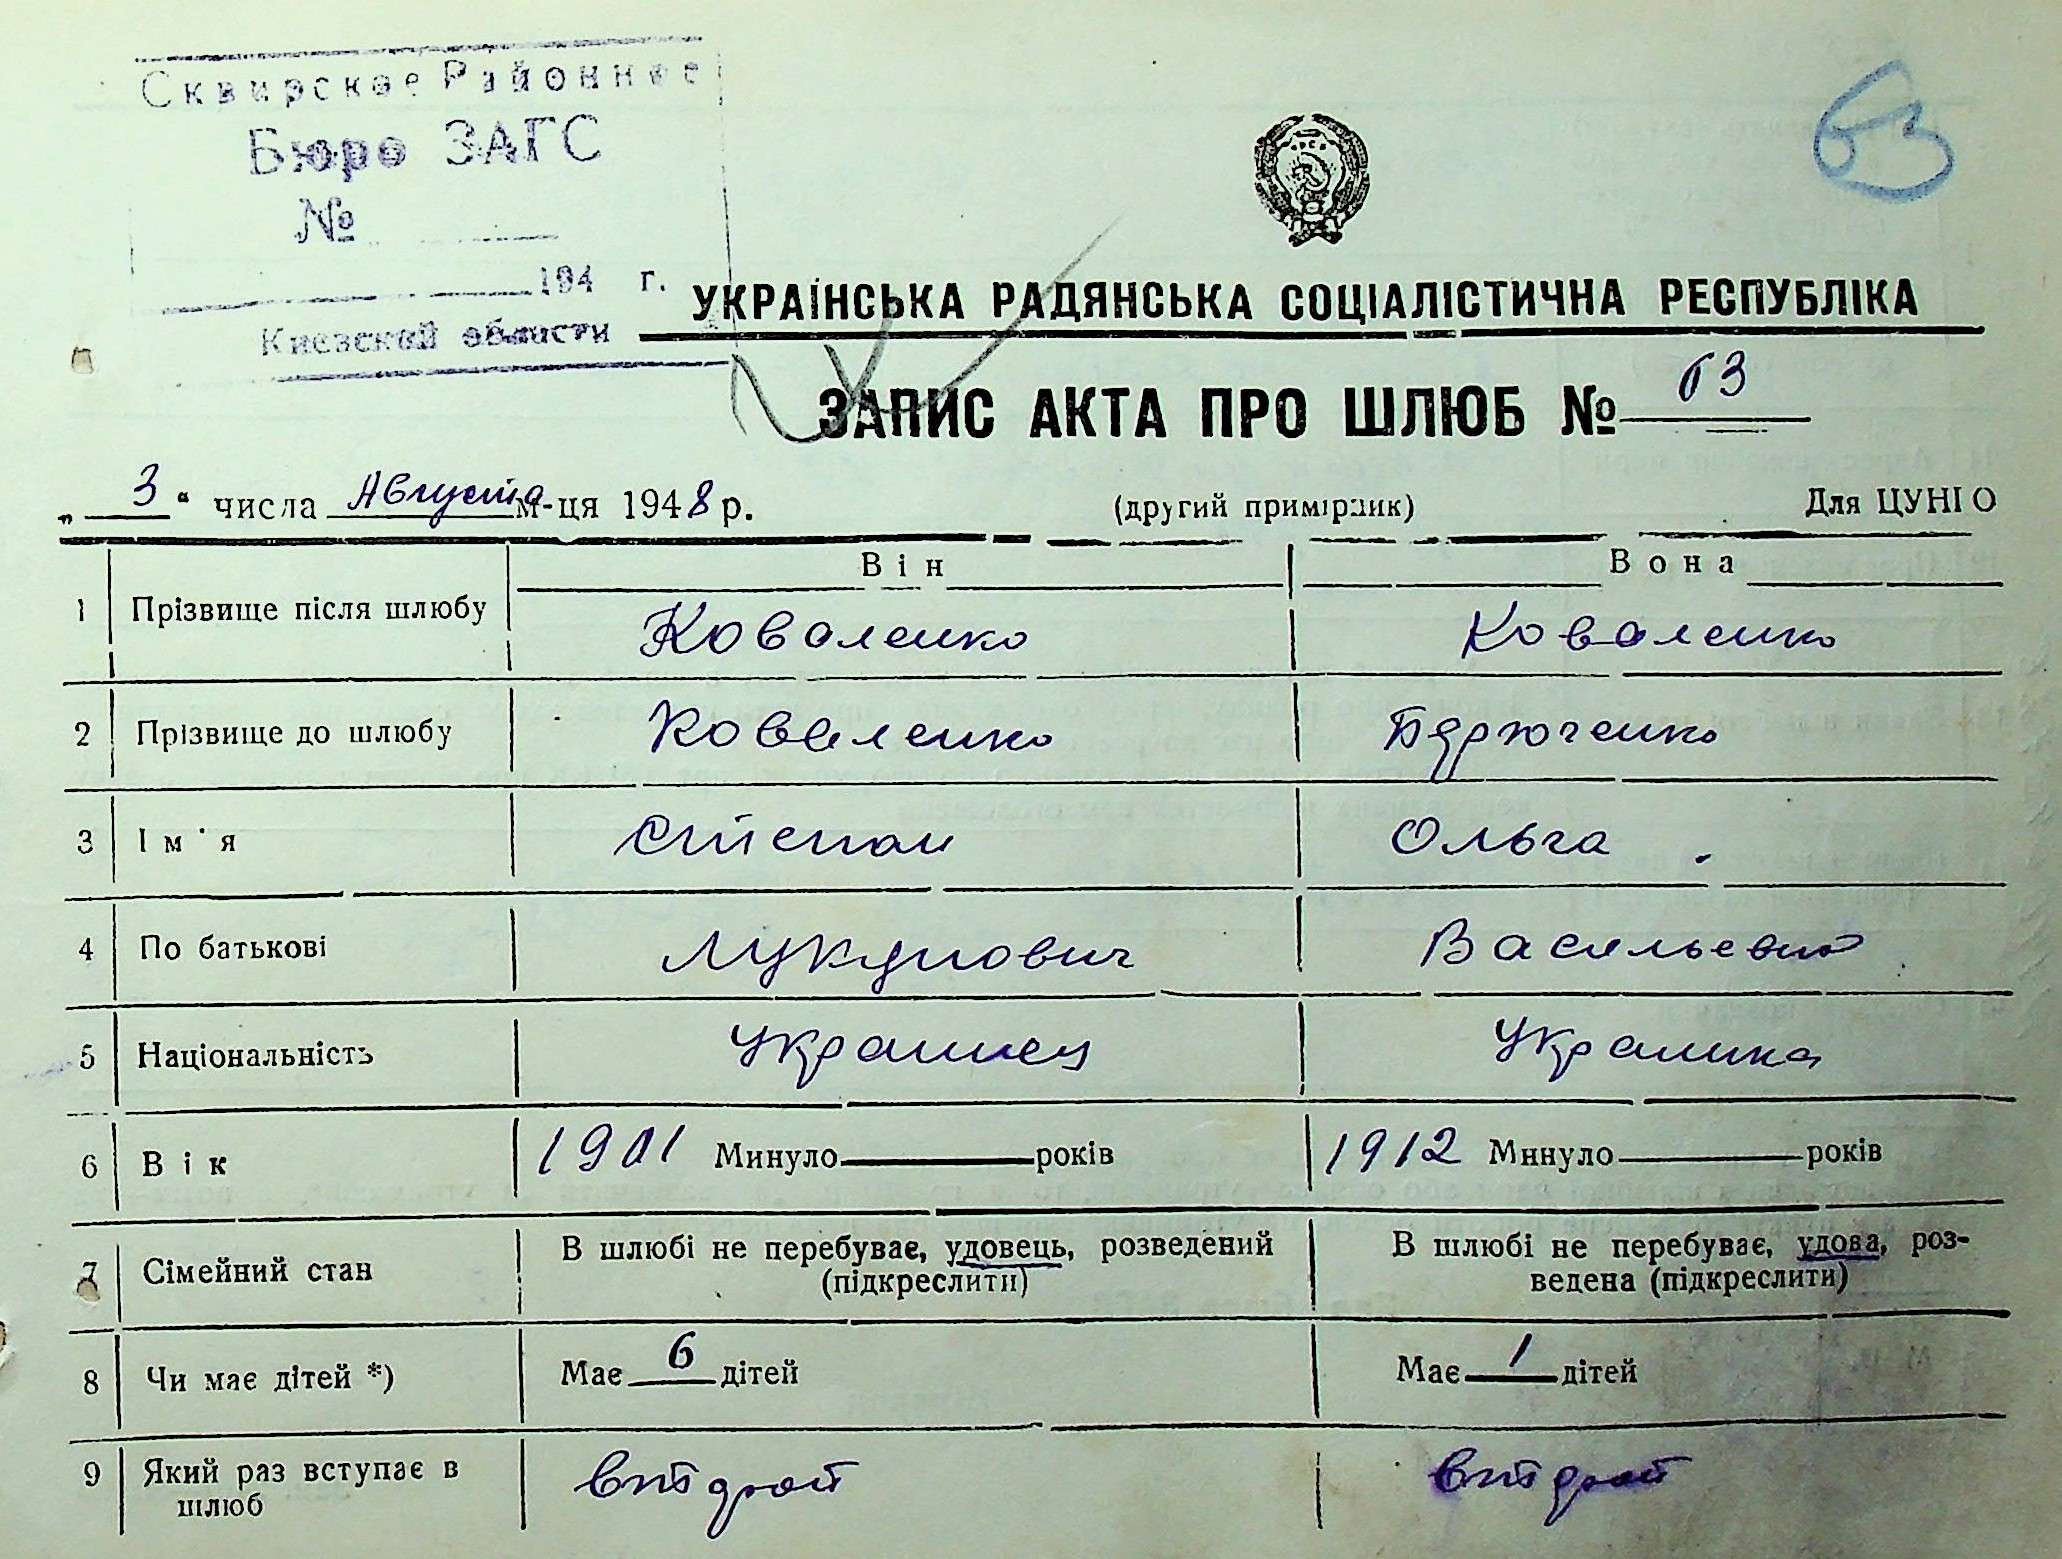 Сквирское Районное
Бюро ЗАГС
№
194 г.
Киевской области
63
УКРАЇНСЬКА РАДЯНСЬКА СОЦІАЛІСТИЧНА РЕСПУБЛІКА
ЗАПИС АКТА ПРО ШЛЮБ № 63
„3“ числа Августа м-ця 1948 р. (другий примірник) Для ЦУНГО
Він Вона
1 Прізвище після шлюбу Коваленко Коваленко
2 Прізвище до шлюбу Коваленко
3 Ім'я Степан Ольга
4 По батькові Лукянович Васильевна
5 Національність Украинец Украинка
6 Вік 1901 Минуло років 1912 Минуло років
7 Сімейний стан В шлюбі не перебуває, удовець, розведений (підкреслити) В шлюбі не перебуває, удова, роз-
ведена (підкреслити)
8 Чи має дітей *) Має 6 дітей Має 1 дітей
9 Який раз вступає в шлюб второй второй